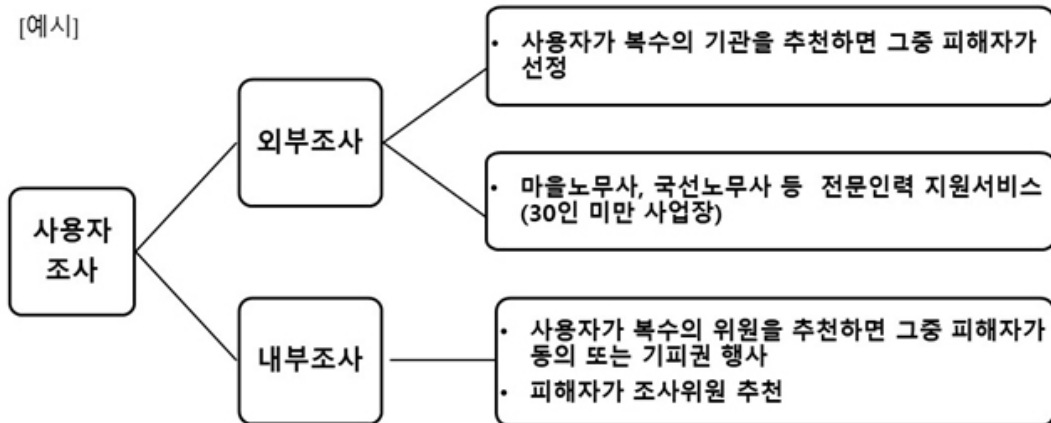 [예시]
• 사용자가 복수의 기관을 추천하면 그중 피해자가
선정
외부조사
• 마을노무사, 국선노무사 등 전문인력 지원서비스
(30인 미만 사업장)
사용자
조사
내부조사
• 사용자가 복수의 위원을 추천하면 그중 피해자가
동의 또는 기피권 행사
• 피해자가 조사위원 추천